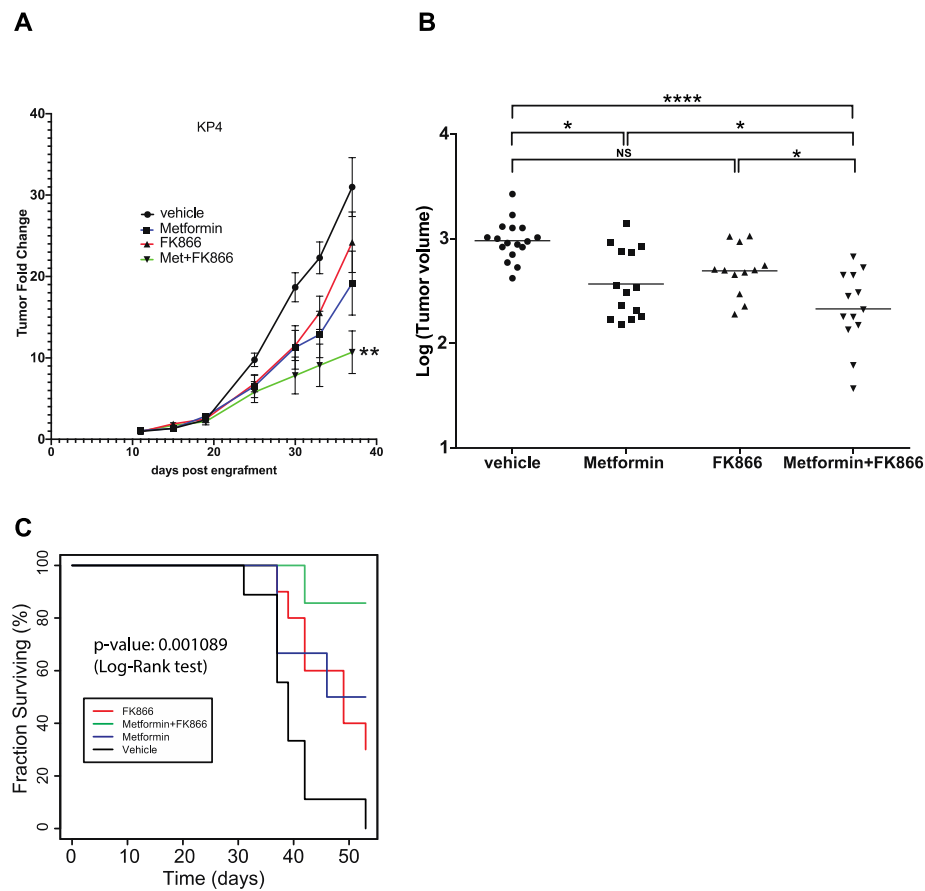 A
KP4
Tumor Fold Change
40
30
20
10
0
vehicle
Metformin
FK866
Met+FK866
**
0 10 20 30 40
days post engrafment
B
****
* *
NS *
Log (Tumor volume)
4
3
2
1
vehicle Metformin FK866 Metformin+FK866
C
Fraction Surviving (%)
100
80
60
40
20
0
p-value: 0.001089
(Log-Rank test)
FK866
Metformin+FK866
Metformin
Vehicle
0 10 20 30 40 50
Time (days)